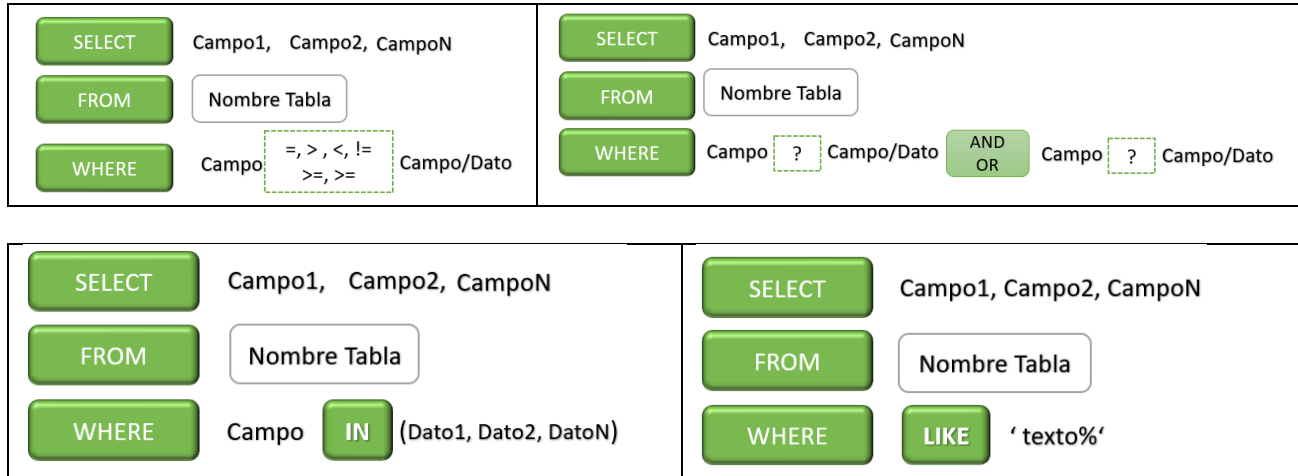 SELECT Campo1, Campo2, CampoN
FROM Nombre Tabla
WHERE Campo =, > , <, != >=, >= Campo/Dato
SELECT Campo1, Campo2, CampoN
FROM Nombre Tabla
WHERE Campo ? Campo/Dato AND OR Campo ? Campo/Dato
SELECT Campo1, Campo2, CampoN
FROM Nombre Tabla
WHERE Campo IN (Dato1, Dato2, DatoN)
SELECT Campo1, Campo2, CampoN
FROM Nombre Tabla
WHERE LIKE ‘ texto%‘